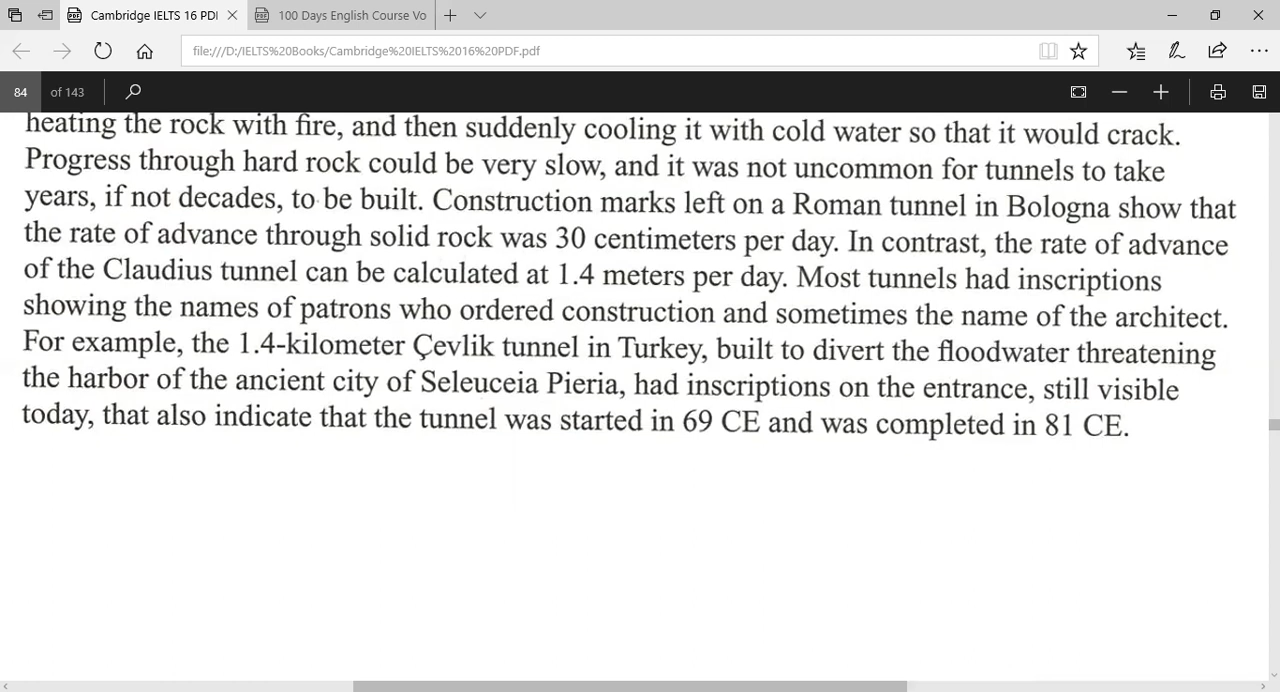 Cambridge IELTS 16 PDI
100 Days English Course Vo
file:///D:/IELTS%20Books/Cambridge%20IELTS%2016%20PDF.pdf
84 of 143
heating the rock with fire, and then suddenly cooling it with cold water so that it would crack.
Progress through hard rock could be very slow, and it was not uncommon for tunnels to take
years, if not decades, to be built. Construction marks left on a Roman tunnel in Bologna show that
the rate of advance through solid rock was 30 centimeters per day. In contrast, the rate of advance
of the Claudius tunnel can be calculated at 1.4 meters per day. Most tunnels had inscriptions
showing the names of patrons who ordered construction and sometimes the name of the architect.
For example, the 1.4-kilometer Çevlik tunnel in Turkey, built to divert the floodwater threatening
the harbor of the ancient city of Seleuceia Pieria, had inscriptions on the entrance, still visible
today, that also indicate that the tunnel was started in 69 CE and was completed in 81 CE.